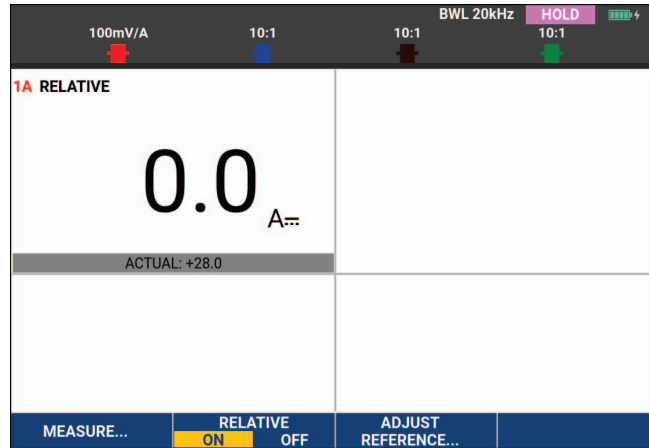 BWL 20kHz HOLD
100mV/A 10:1 10:1 10:1
1A RELATIVE
0.0 A⎓
ACTUAL: +28.0
MEASURE... RELATIVE ADJUST
ON OFF REFERENCE...